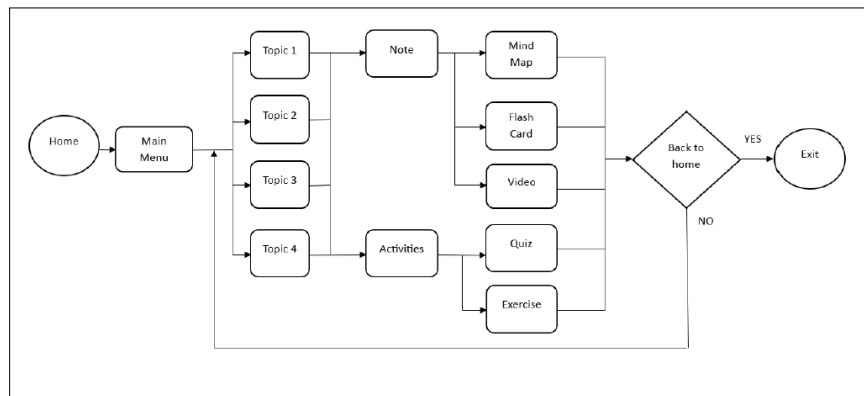 Home
Main
Menu
Topic 1
Topic 2
Topic 3
Topic 4
Note
Activities
Mind
Map
Flash
Card
Video
Quiz
Exercise
Back to
home
YES
NO
Exit